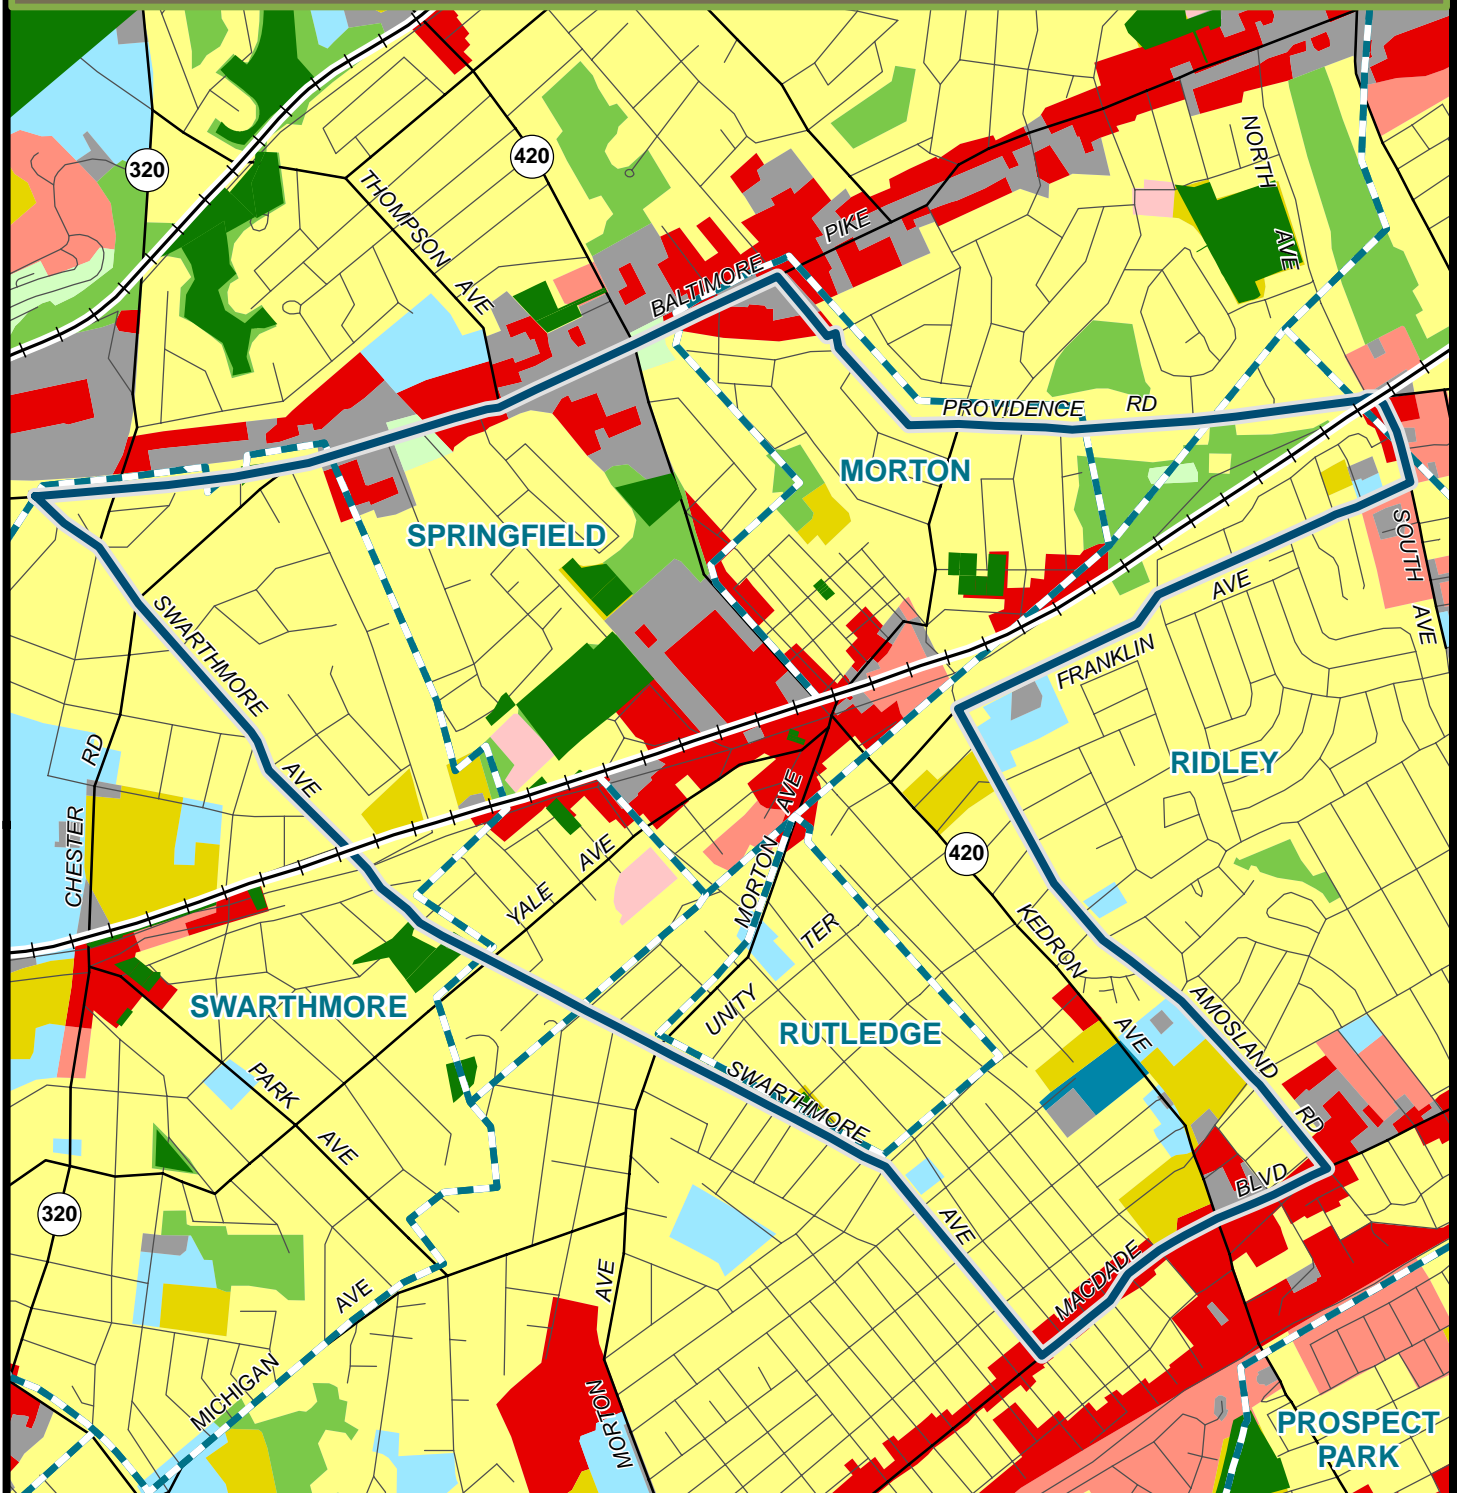 320
420
THOMPSON
AVE
NORTH
AVE
PIKE
BALTIMORE
PROVIDENCE
RD
MORTON
SPRINGFIELD
SOUTH
AVE
AVE
FRANKLIN
SWARTHMORE
AVE
RD
CHESTER
RIDLEY
MORTON
AVE
YALE
AVE
420
KEDRON
AVE
TER
UNITY
SWARTHMORE
RUTLEDGE
AMOSLAND
RD
PARK
AVE
SWARTHMORE
AVE
BLVD
MACDADE
320
AVE
MICHIGAN
AVE
MORTON
PROSPECT
PARK